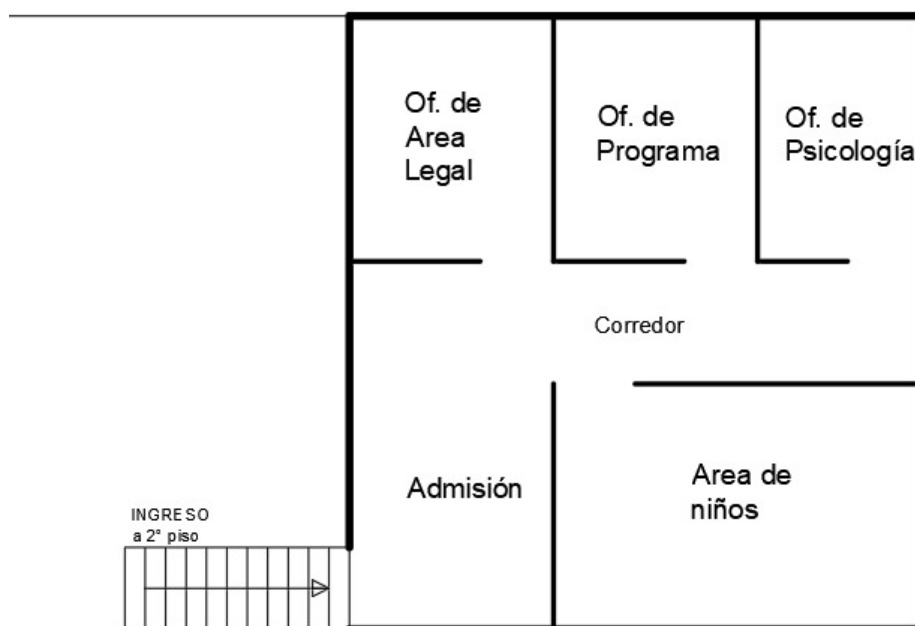 Of. de
Area
Legal
Of. de
Programa
Of. de
Psicología
Corredor
Admisión
Area de
niños
INGRESO
a 2° piso